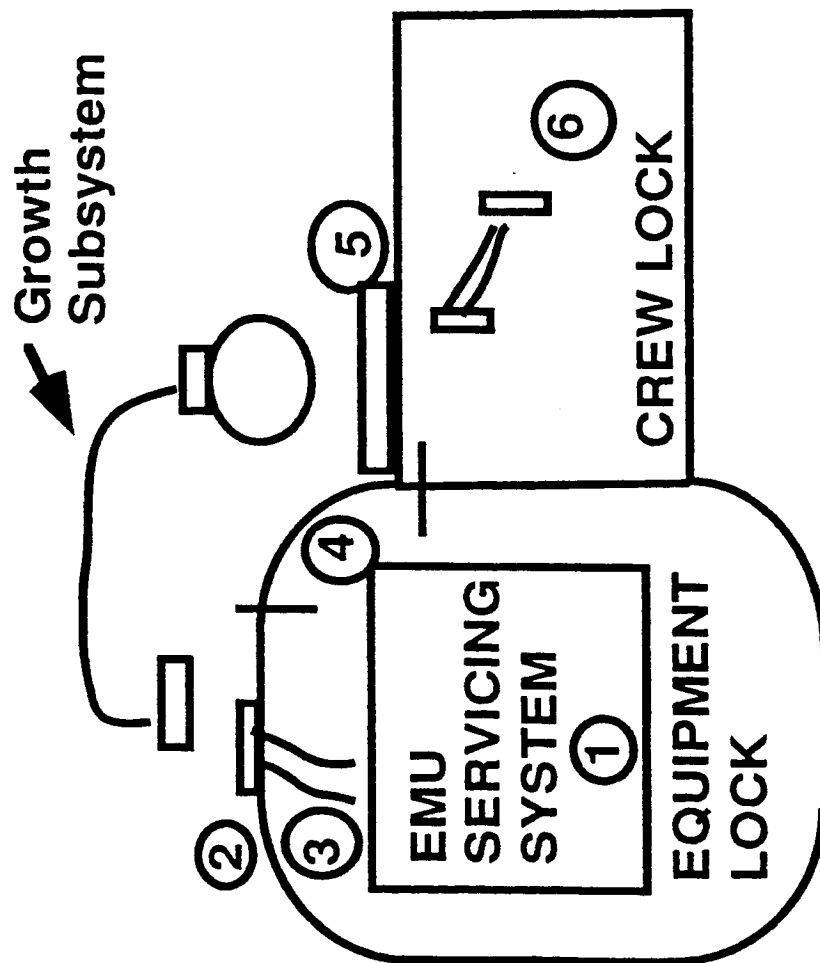 Growth
Subsystem
5
6
CREW LOCK
4
2
3
EMU
SERVICING
SYSTEM
1
EQUIPMENT
LOCK